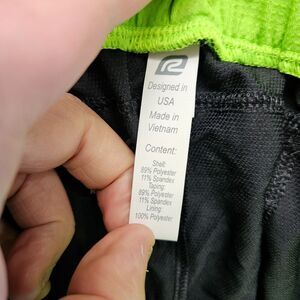 Designed in
USA
Made in
Vietnam
Content:
Shell:
89% Polyester
11% Spandex
Taping:
89% Polyester
11% Spandex
Lining:
100% Polyester